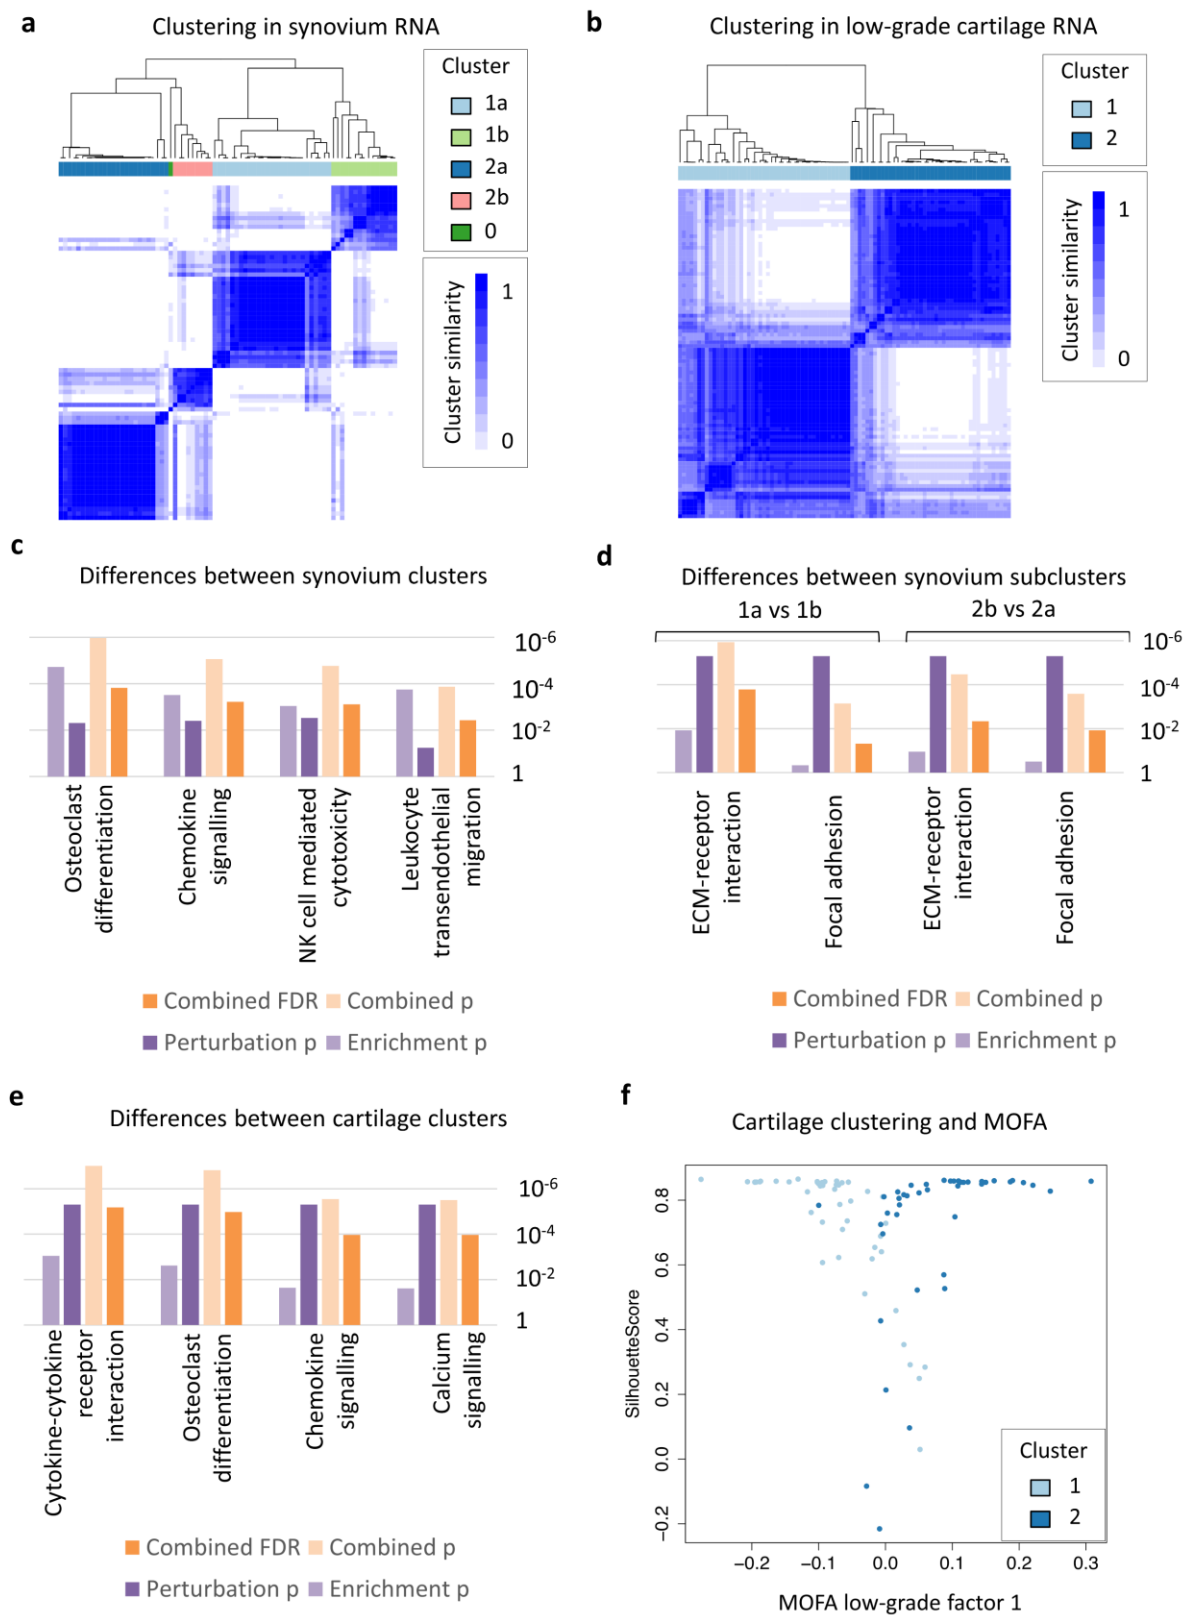 a
Clustering in synovium RNA
Cluster
1a
1b
2a
2b
0
Cluster similarity
1
0
b
Clustering in low-grade cartilage RNA
Cluster
1
2
Cluster similarity
1
0
c
Differences between synovium clusters
10-6
10-4
10-2
1
Osteoclast
differentiation
Chemokine
signalling
NK cell mediated
cytotoxicity
Leukocyte
transendothelial
migration
Combined FDR
Combined p
Perturbation p
Enrichment p
d
Differences between synovium subclusters
1a vs 1b
2b vs 2a
10-6
10-4
10-2
1
ECM-receptor
interaction
Focal adhesion
ECM-receptor
interaction
Focal adhesion
Combined FDR
Combined p
Perturbation p
Enrichment p
e
Differences between cartilage clusters
10-6
10-4
10-2
1
Cytokine-cytokine
receptor
interaction
Osteoclast
differentiation
Chemokine
signalling
Calcium
signalling
Combined FDR
Combined p
Perturbation p
Enrichment p
f
Cartilage clustering and MOFA
SilhouetteScore
0.8
0.6
0.4
0.2
0.0
−0.2
Cluster
1
2
−0.2
−0.1
0.0
0.1
0.2
0.3
MOFA low-grade factor 1